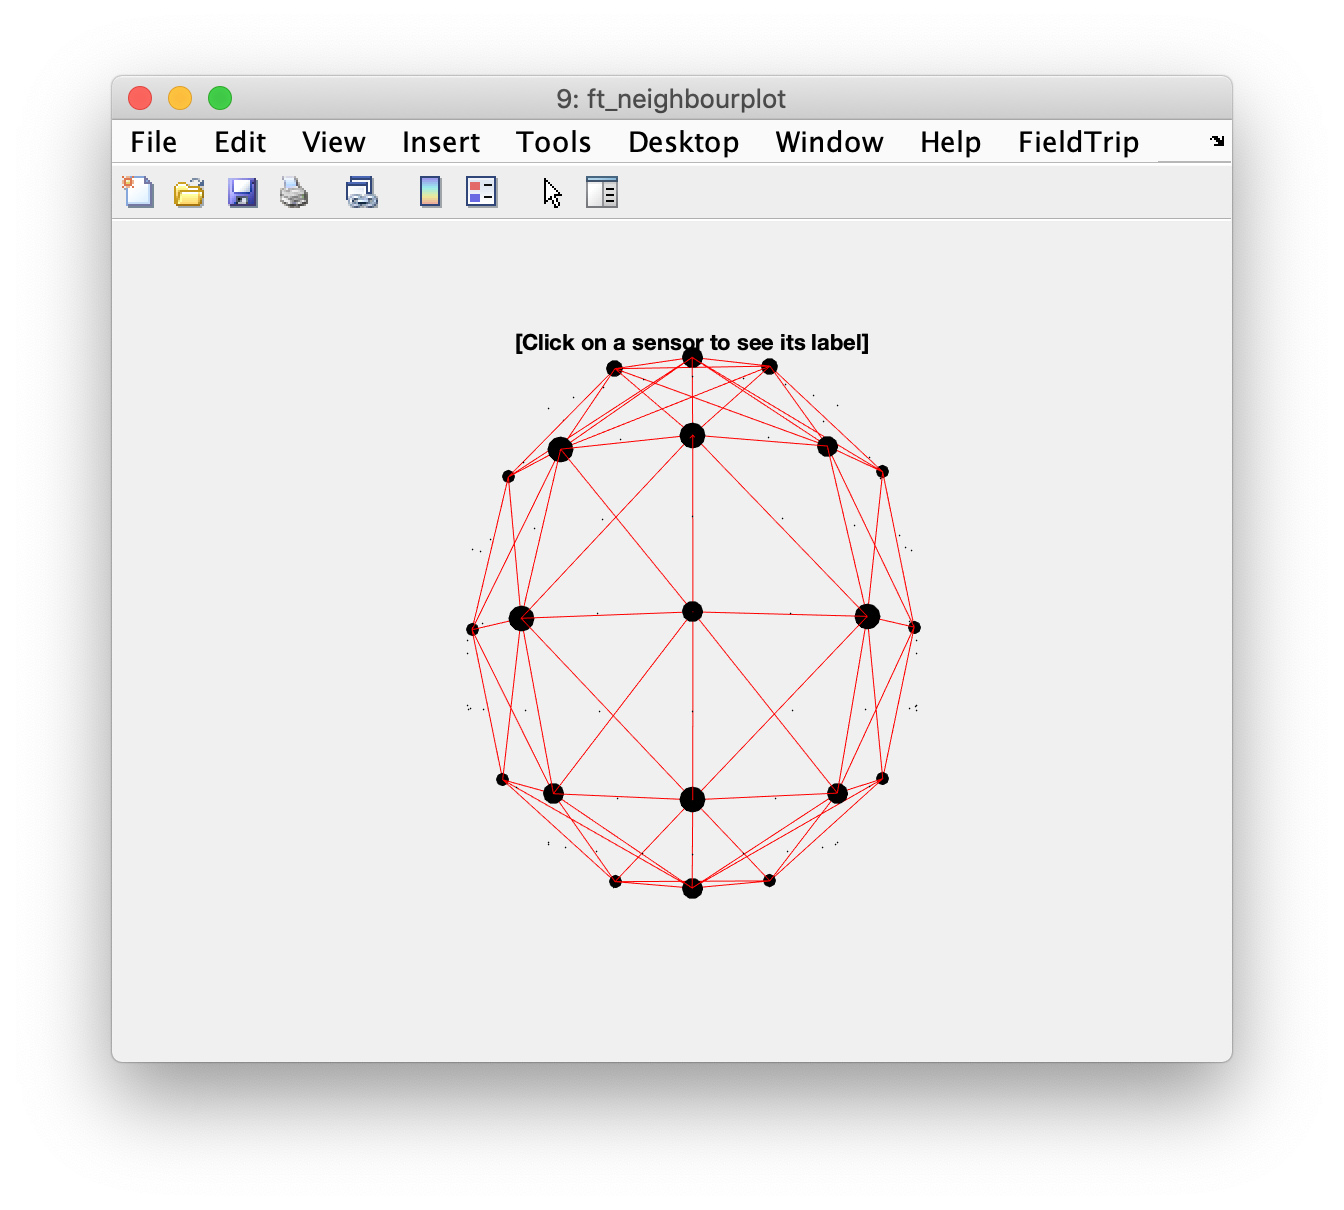 9: ft_neighbourplot
File Edit View Insert Tools Desktop Window Help FieldTrip
[Click on a sensor to see its label]